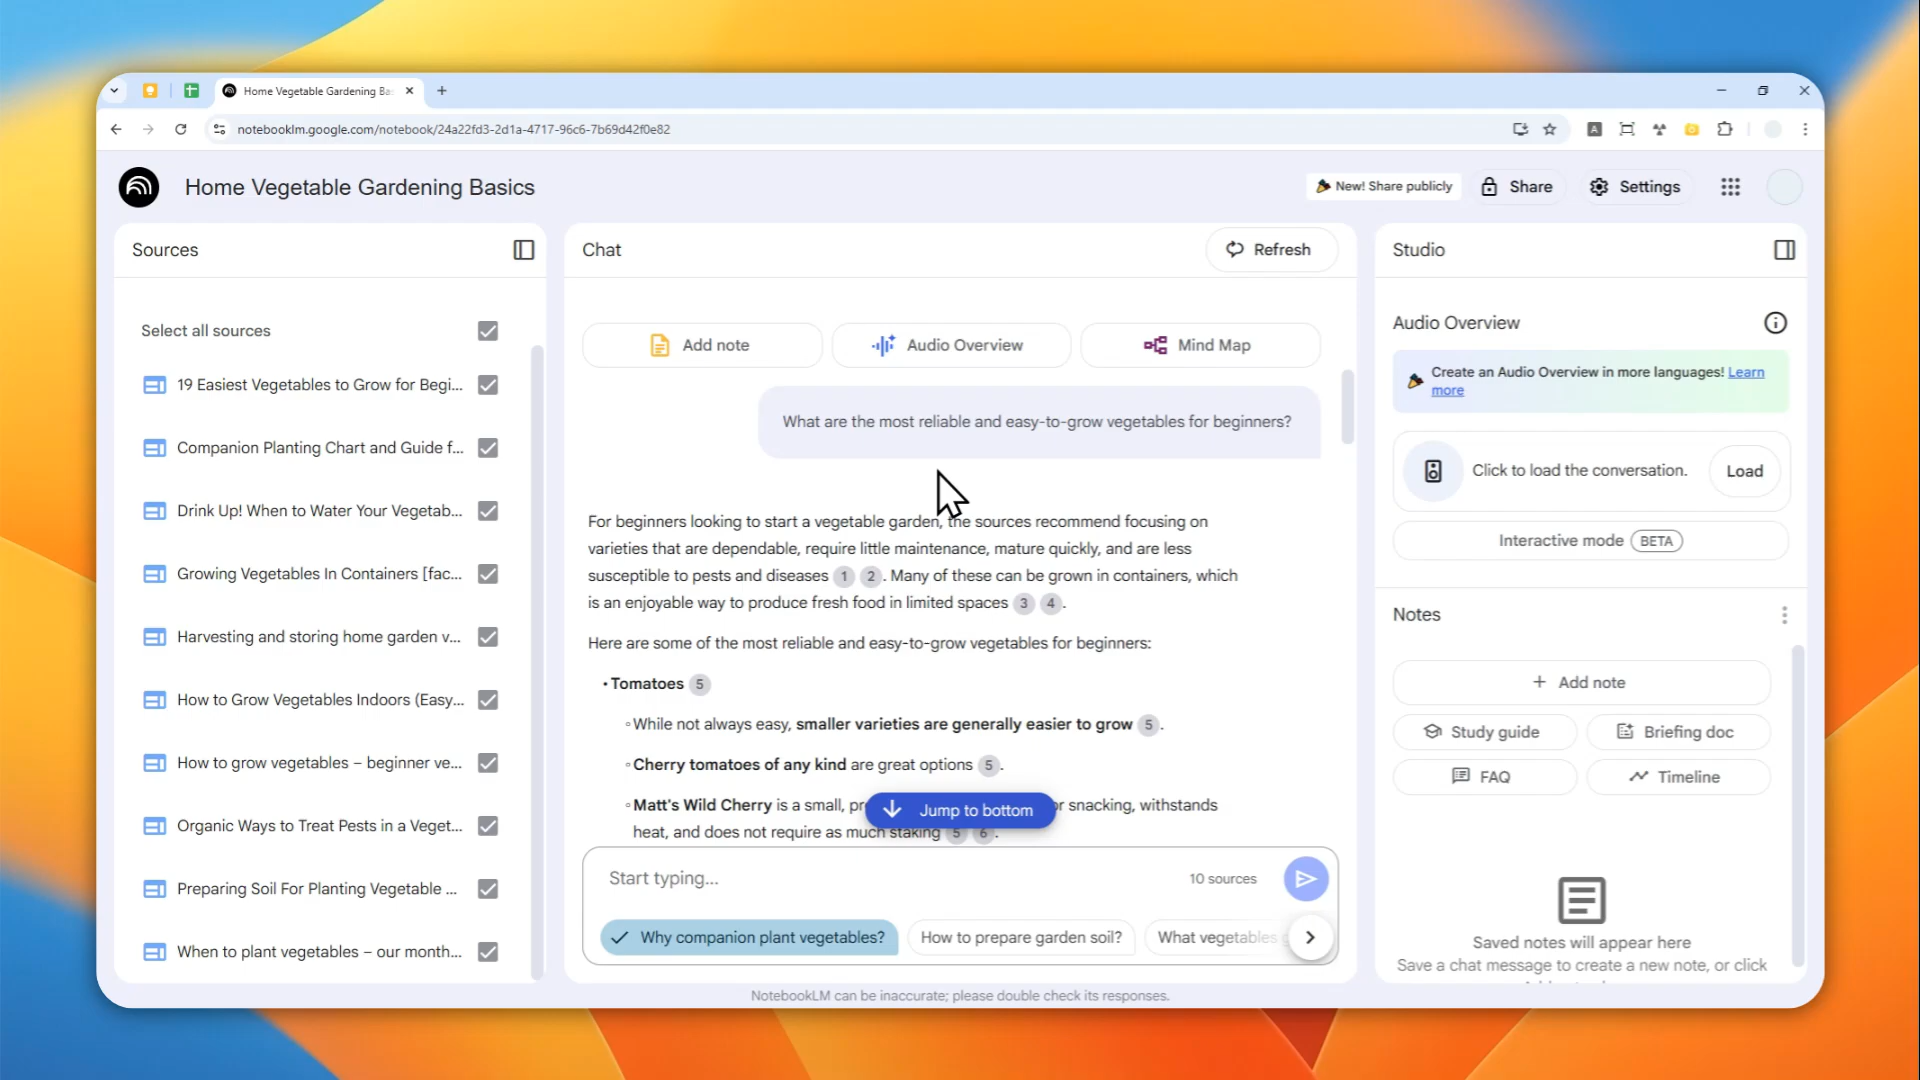 Home Vegetable Gardening Ba
notebooklm.google.com/notebook/24a22fd3-2d1a-4717-96c6-7b69d42f0e82
A
Home Vegetable Gardening Basics
New! Share publicly
Share
Settings
Sources
Select all sources
19 Easiest Vegetables to Grow for Begi...
Companion Planting Chart and Guide f...
Drink Up! When to Water Your Vegetab...
Growing Vegetables In Containers [fac...
Harvesting and storing home garden v...
How to Grow Vegetables Indoors (Easy...
How to grow vegetables – beginner ve...
Organic Ways to Treat Pests in a Veget...
Preparing Soil For Planting Vegetable ...
When to plant vegetables – our month...
Chat
Refresh
Add note
Audio Overview
Mind Map
What are the most reliable and easy-to-grow vegetables for beginners?
For beginners looking to start a vegetable garden, the sources recommend focusing on
varieties that are dependable, require little maintenance, mature quickly, and are less
susceptible to pests and diseases 1 2. Many of these can be grown in containers, which
is an enjoyable way to produce fresh food in limited spaces 3 4.
Here are some of the most reliable and easy-to-grow vegetables for beginners:
• Tomatoes 5
◦ While not always easy, smaller varieties are generally easier to grow 5.
◦ Cherry tomatoes of any kind are great options 5.
◦ Matt's Wild Cherry is a small, pr
Jump to bottom
r snacking, withstands
heat, and does not require as much staking 5 6.
Start typing...
10 sources
Why companion plant vegetables?
How to prepare garden soil?
What vegetables g
NotebookLM can be inaccurate; please double check its responses.
Studio
Audio Overview
Create an Audio Overview in more languages! Learn
more
Click to load the conversation.
Load
Interactive mode BETA
Notes
+ Add note
Study guide
Briefing doc
FAQ
Timeline
Saved notes will appear here
Save a chat message to create a new note, or click